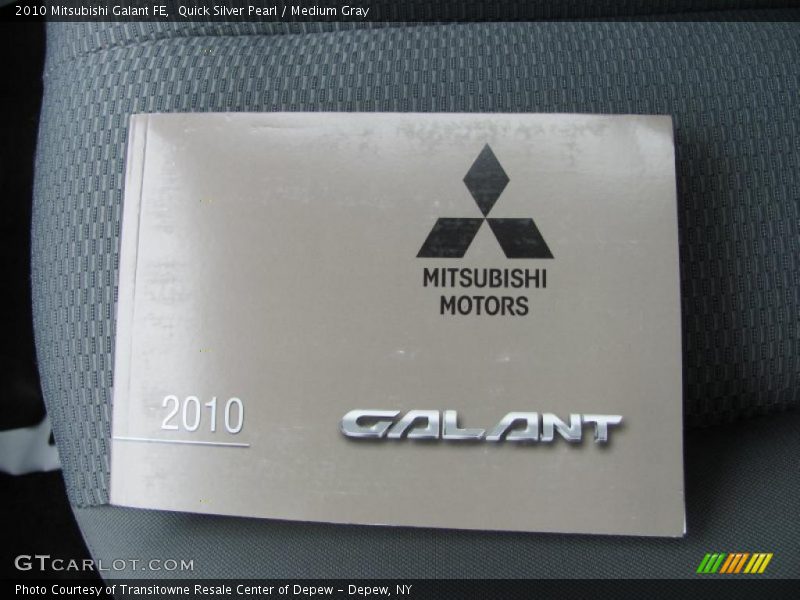 2010 Mitsubishi Galant FE,  Quick Silver Pearl / Medium Gray
MITSUBISHI
MOTORS
2010
GALANT
GTCARLOT.COM
Photo Courtesy of Transitowne Resale Center of Depew - Depew, NY